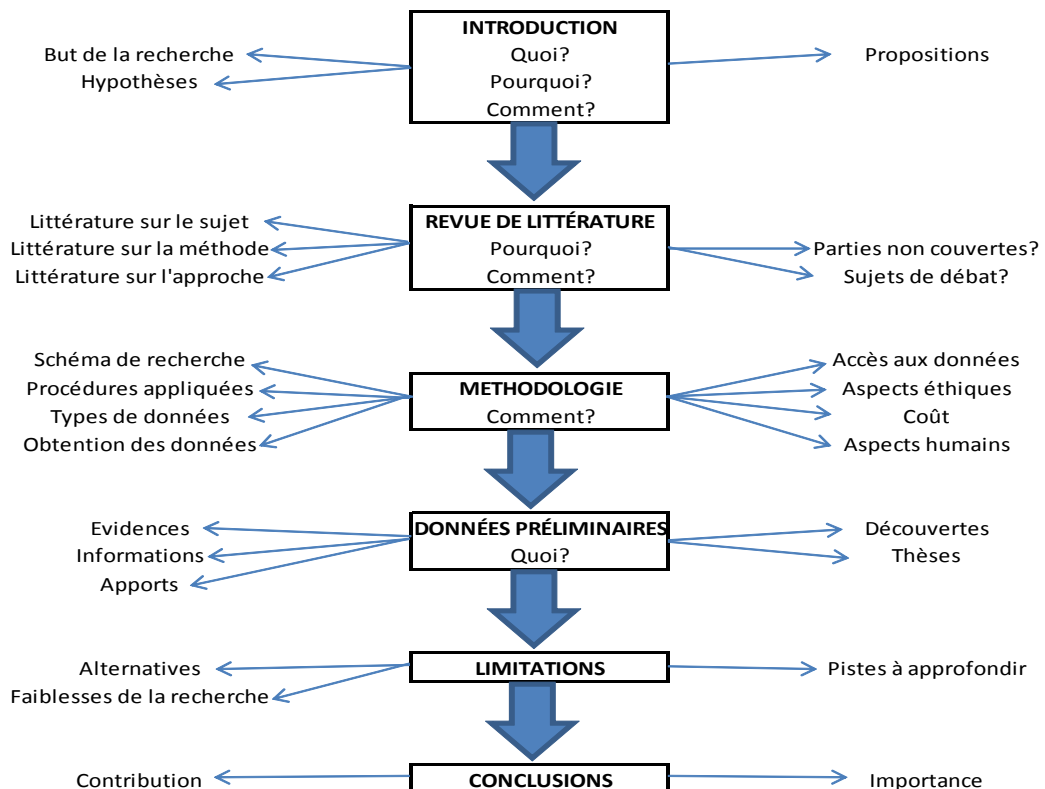 INTRODUCTION
But de la recherche
Quoi?
Propositions
Hypothèses
Pourquoi?
Comment?
Littérature sur le sujet
REVUE DE LITTÉRATURE
Littérature sur la méthode
Pourquoi?
Parties non couvertes?
Littérature sur l'approche
Comment?
Sujets de débat?
Schéma de recherche
Accès aux données
Procédures appliquées
METHODOLOGIE
Aspects éthiques
Types de données
Comment?
Coût
Obtention des données
Aspects humains
Evidences
DONNÉES PRÉLIMINAIRES
Découvertes
Informations
Quoi?
Thèses
Apports
Alternatives
LIMITATIONS
Pistes à approfondir
Faiblesses de la recherche
Contribution
CONCLUSIONS
Importance